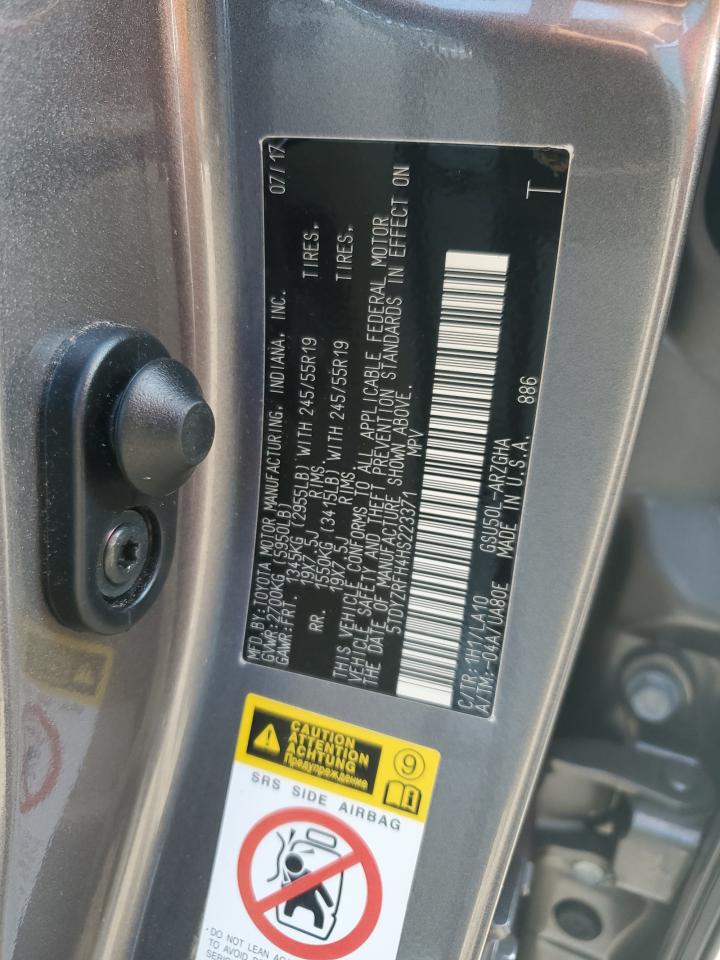 07/17
MFD.BY:TOYOTA MOTOR MANUFACTURING, INDIANA, INC.
GVWR:2700KG(5950LB)
GAWR:FRT. 1345KG(2955LB)WITH 245/55R19 TIRES,
19X7.5J RIMS
RR. 1550KG(3415LB)WITH 245/55R19 TIRES,
19X7.5J RIMS
THIS VEHICLE CONFORMS TO ALL APPLICABLE FEDERAL MOTOR
VEHICLE SAFETY AND THEFT PREVENTION STANDARDS IN EFFECT ON
THE DATE OF MANUFACTURE SHOWN ABOVE.
5TDYZRFH4HS223371 MPV
C/TR:1H1/LA10 GSU50L-ARZGHA
A/TM:-04A/UA80E MADE IN U.S.A. 886
T
CAUTION
ATTENTION
ACHTUNG
Предупреждение
9
i
SRS SIDE AIRBAG
DO NOT LEAN
TO AVOID